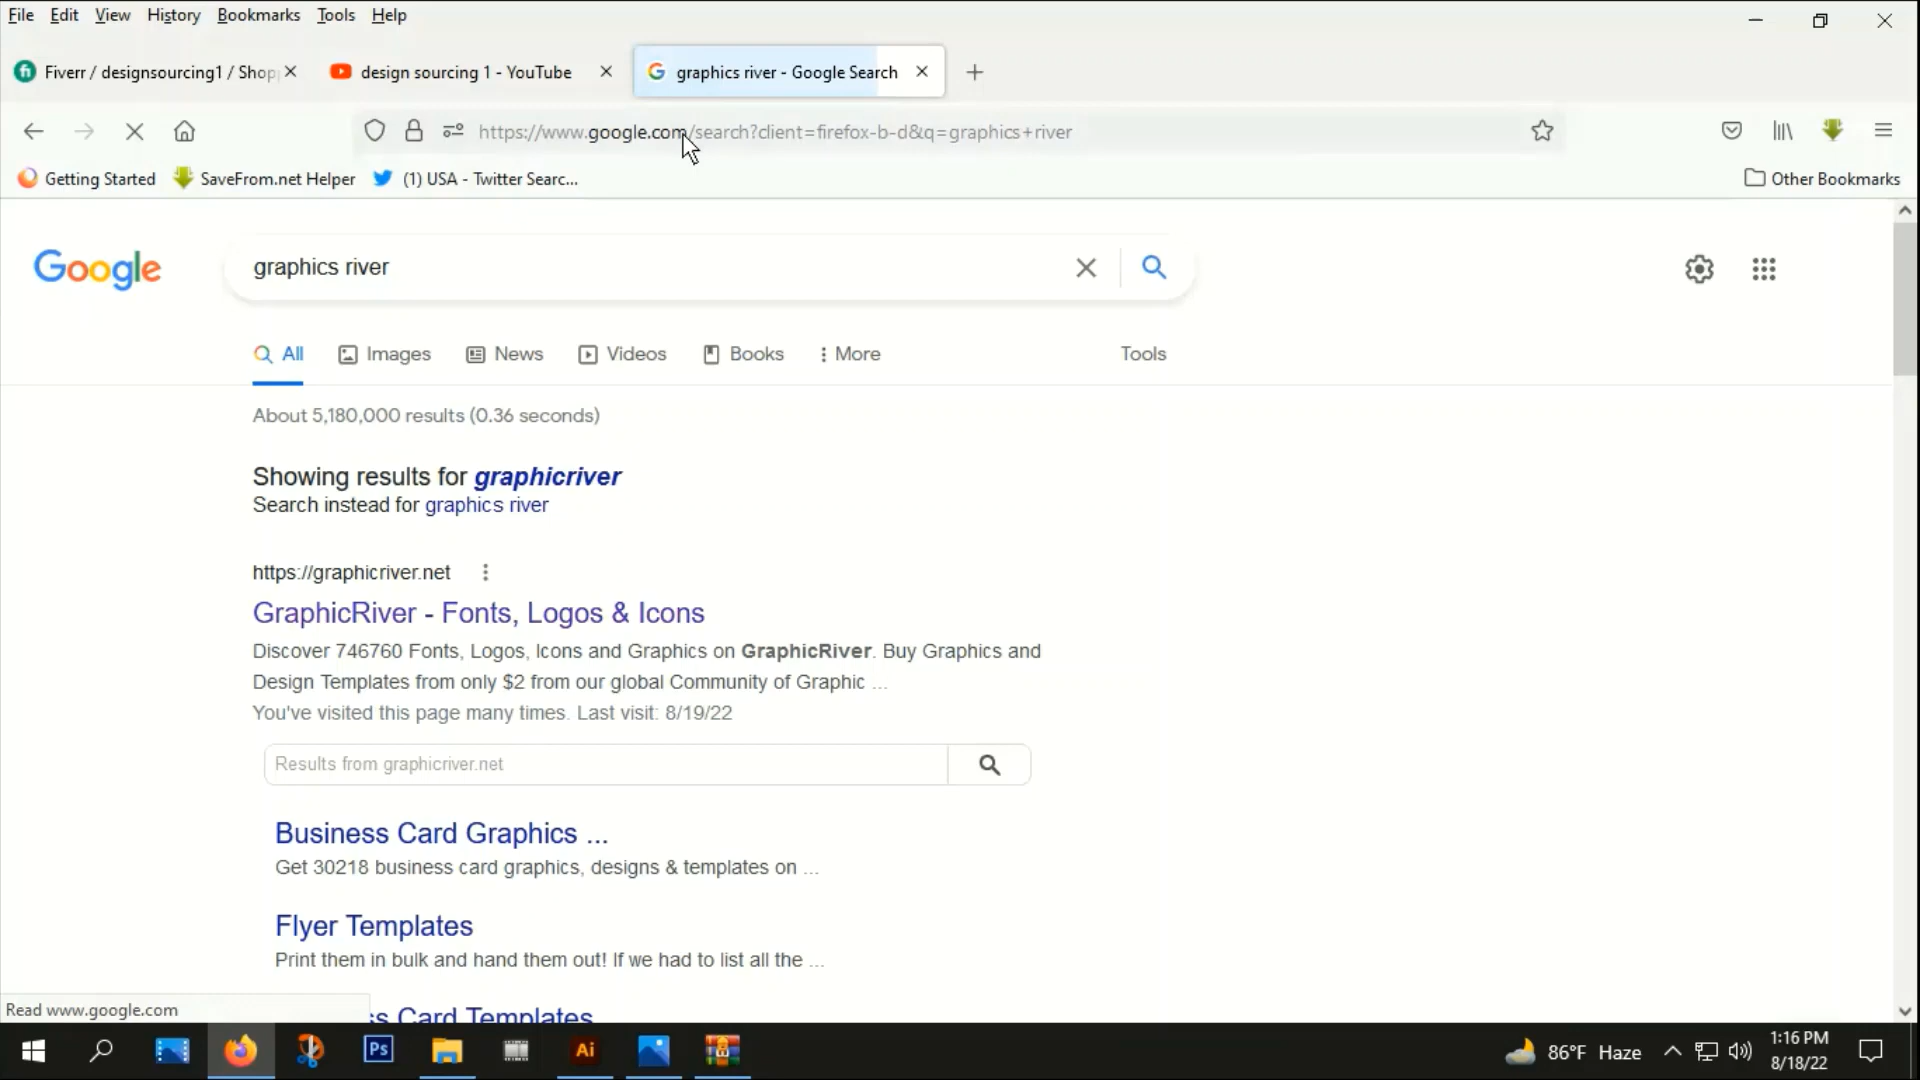 File Edit View History Bookmarks Tools Help
Fiverr / designsourcing1 / Shop
design sourcing 1 - YouTube
graphics river - Google Search
https://www.google.com/search?client=firefox-b-d&q=graphics+river
Getting Started
SaveFrom.net Helper
(1) USA - Twitter Searc...
Other Bookmarks
Google
graphics river
All Images News Videos Books More Tools
About 5,180,000 results (0.36 seconds)
Showing results for graphicriver
Search instead for graphics river
https://graphicriver.net
GraphicRiver - Fonts, Logos & Icons
Discover 746760 Fonts, Logos, Icons and Graphics on GraphicRiver. Buy Graphics and
Design Templates from only $2 from our global Community of Graphic ...
You've visited this page many times. Last visit: 8/19/22
Results from graphicriver.net
Business Card Graphics ...
Get 30218 business card graphics, designs & templates on ...
Flyer Templates
Print them in bulk and hand them out! If we had to list all the ...
Card Templates
Read www.google.com
Ps
Ai
86°F Haze
1:16 PM
8/18/22